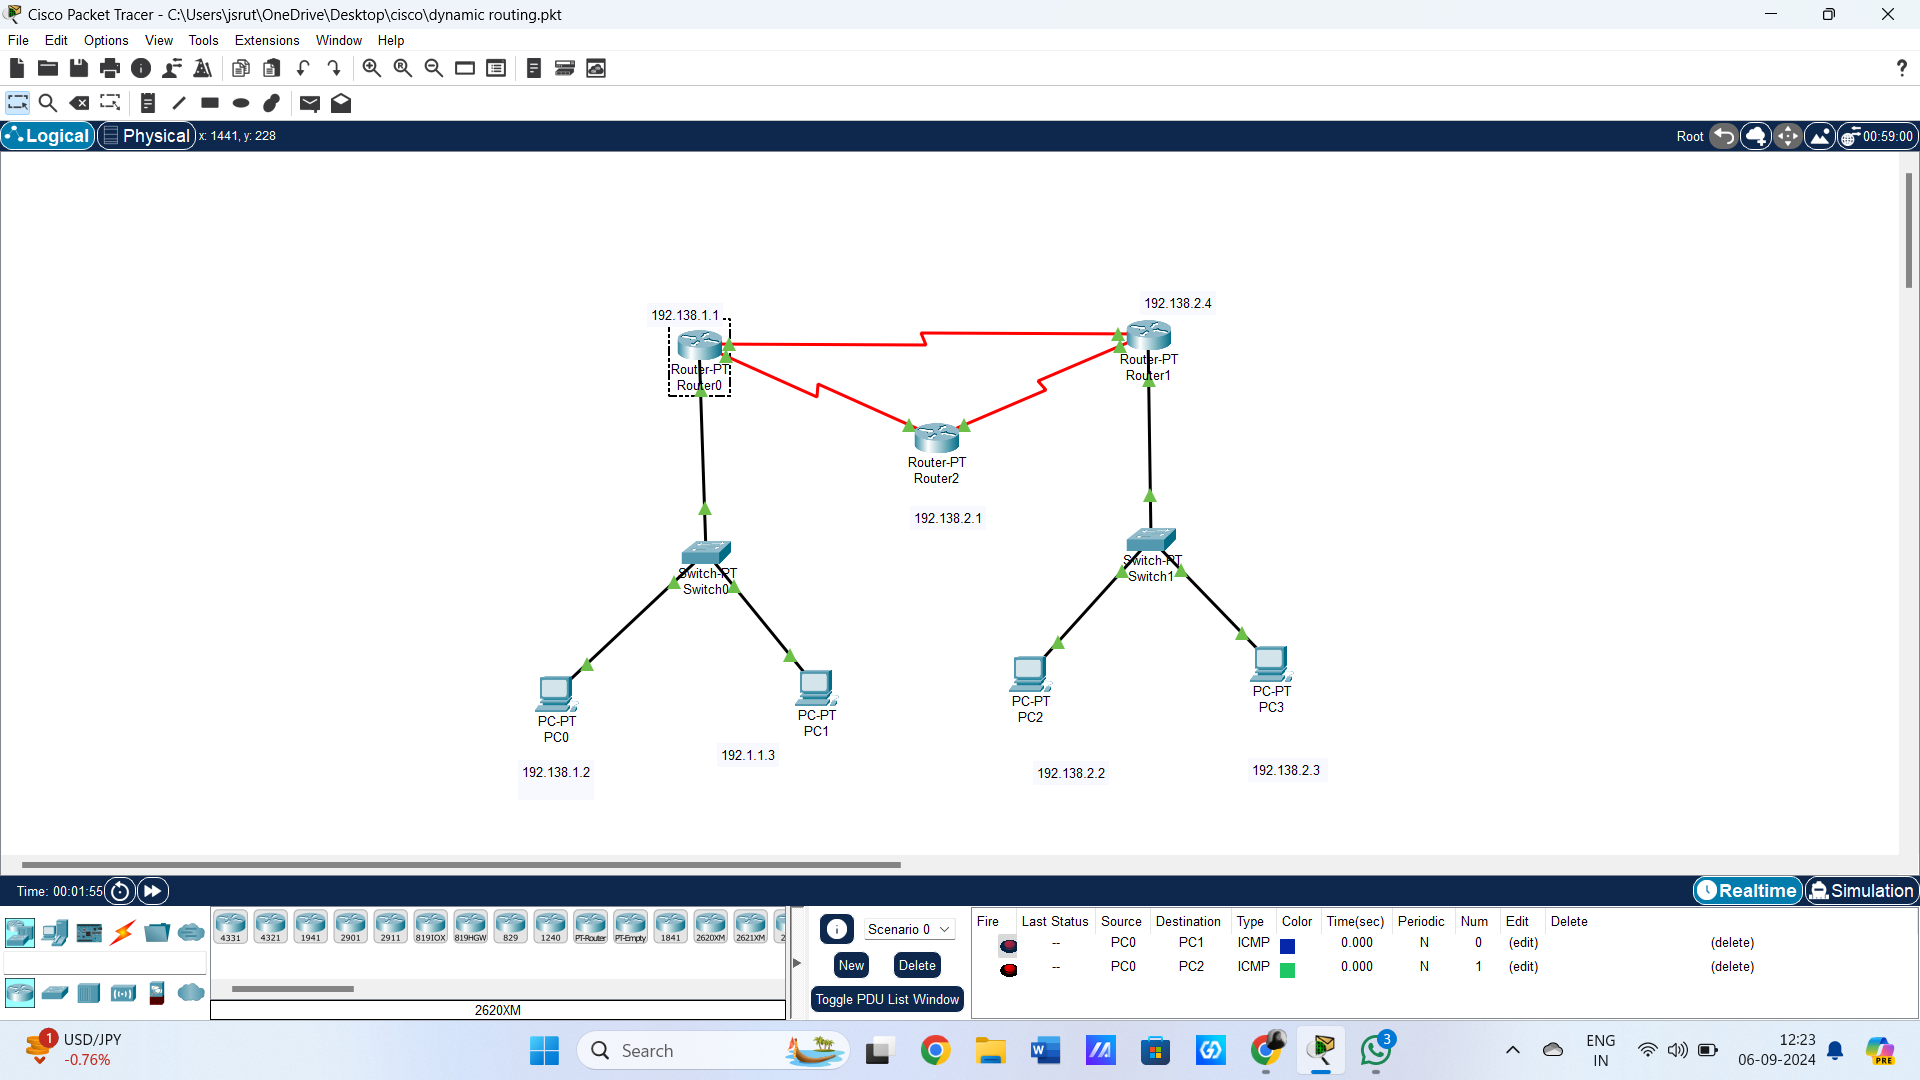 Cisco Packet Tracer - C:\Users\jsrut\OneDrive\Desktop\cisco\dynamic routing.pkt
File Edit Options View Tools Extensions Window Help
?
Logical Physical x: 1441, y: 228 Root 00:59:00
192.138.1.1
192.138.2.4
Router-PT
Router0
Router-PT
Router1
Router-PT
Router2
192.138.2.1
Switch-PT
Switch0
Switch-PT
Switch1
PC-PT
PC0
PC-PT
PC1
PC-PT
PC2
PC-PT
PC3
192.138.1.2
192.1.1.3
192.138.2.2
192.138.2.3
Time: 00:01:55 Realtime Simulation
4331 4321 1941 2901 2911 819IOX 819HGW 829 1240 PT-Router PT-Empty 1841 2620XM 2621XM 2
2620XM
Scenario 0
New Delete
Toggle PDU List Window
Fire Last Status Source Destination Type Color Time(sec) Periodic Num Edit Delete
-- PC0 PC1 ICMP 0.000 N 0 (edit) (delete)
-- PC0 PC2 ICMP 0.000 N 1 (edit) (delete)
1 USD/JPY
-0.76%
Search
W
3
ENG
IN
12:23
06-09-2024
PRE